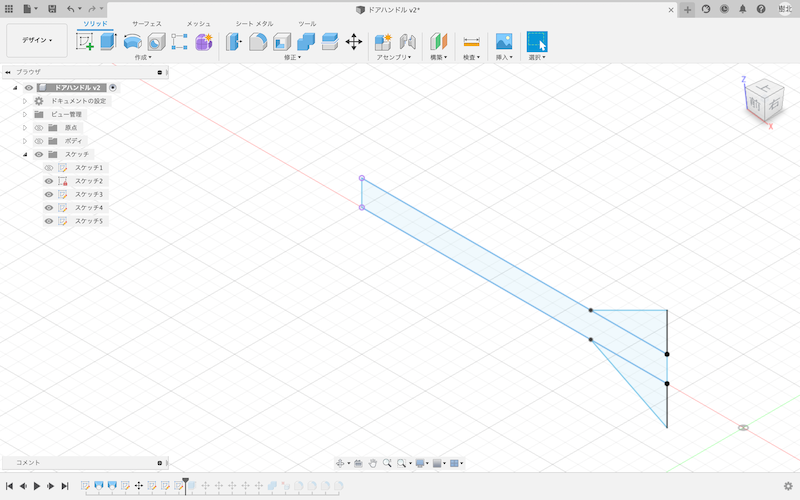 ドアハンドル v2*
樹北
デザイン
ソリッド
サーフェス
メッシュ
シート メタル
ツール
作成
修正
アセンブリ
構築
検査
挿入
選択
ブラウザ
ドアハンドル v2
ドキュメントの設定
ビュー管理
原点
ボディ
スケッチ
スケッチ1
スケッチ2
スケッチ3
スケッチ4
スケッチ5
Z
上
前
右
X
コメント